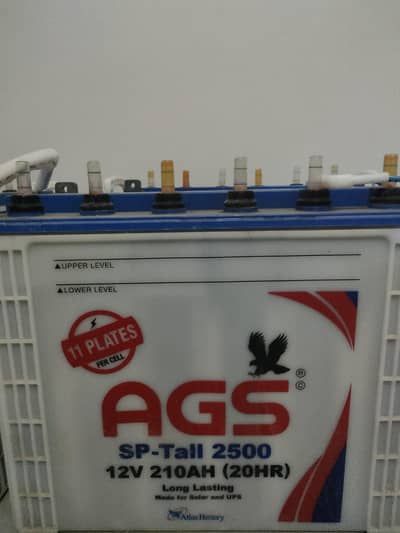 ▲UPPER LEVEL
▲LOWER LEVEL
11 PLATES
PER CELL
AGS
®
©
SP-Tall 2500
12V 210AH (20HR)
Long Lasting
Made for Solar and UPS
Atlas Battery